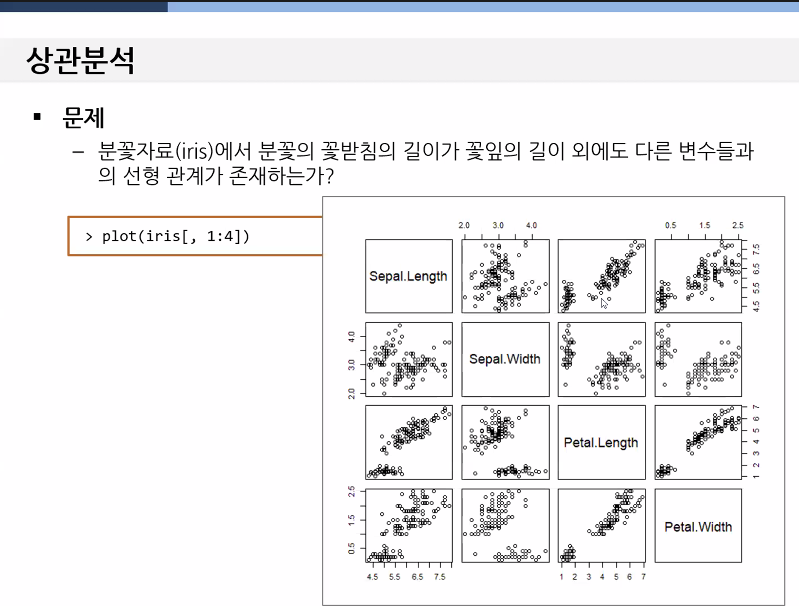 상관분석
▪ 문제
– 분꽃자료(iris)에서 분꽃의 꽃받침의 길이가 꽃잎의 길이 외에도 다른 변수들과
의 선형 관계가 존재하는가?
> plot(iris[, 1:4])
2.0 3.0 4.0
0.5 1.5 2.5
Sepal.Length
4.5 5.5 6.5 7.5
2.0 3.0 4.0
Sepal.Width
Petal.Length
1 2 3 4 5 6 7
0.5 1.5 2.5
Petal.Width
4.5 5.5 6.5 7.5
1 2 3 4 5 6 7